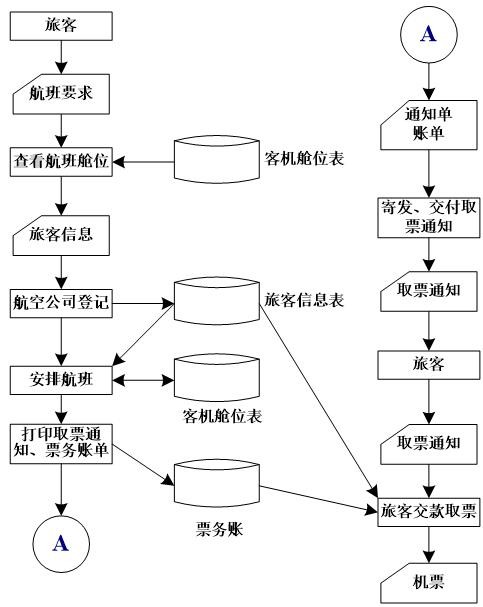 旅客
航班要求
查看航班舱位
客机舱位表
旅客信息
航空公司登记
旅客信息表
安排航班
客机舱位表
打印取票通
知、票务账单
票务账
A
A
通知单
账单
寄发、交付取
票通知
取票通知
旅客
取票通知
旅客交款取票
机票